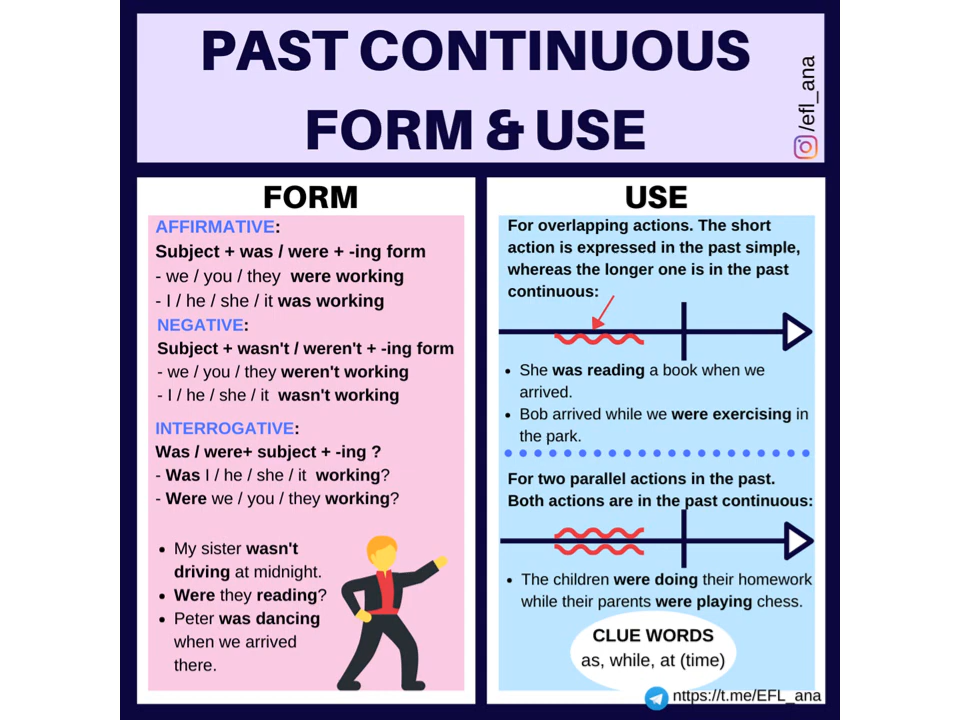 PAST CONTINUOUS
FORM & USE
/efl_ana
FORM
AFFIRMATIVE:
Subject + was / were + -ing form
- we / you / they were working
- I / he / she / it was working
NEGATIVE:
Subject + wasn't / weren't + -ing form
- we / you / they weren't working
- I / he / she / it wasn't working
INTERROGATIVE:
Was / were+ subject + -ing ?
- Was I / he / she / it working?
- Were we / you / they working?
• My sister wasn't
driving at midnight.
• Were they reading?
• Peter was dancing
when we arrived
there.
USE
For overlapping actions. The short
action is expressed in the past simple,
whereas the longer one is in the past
continuous:
• She was reading a book when we
arrived.
• Bob arrived while we were exercising in
the park.
For two parallel actions in the past.
Both actions are in the past continuous:
• The children were doing their homework
while their parents were playing chess.
CLUE WORDS
as, while, at (time)
nttps://t.me/EFL_ana